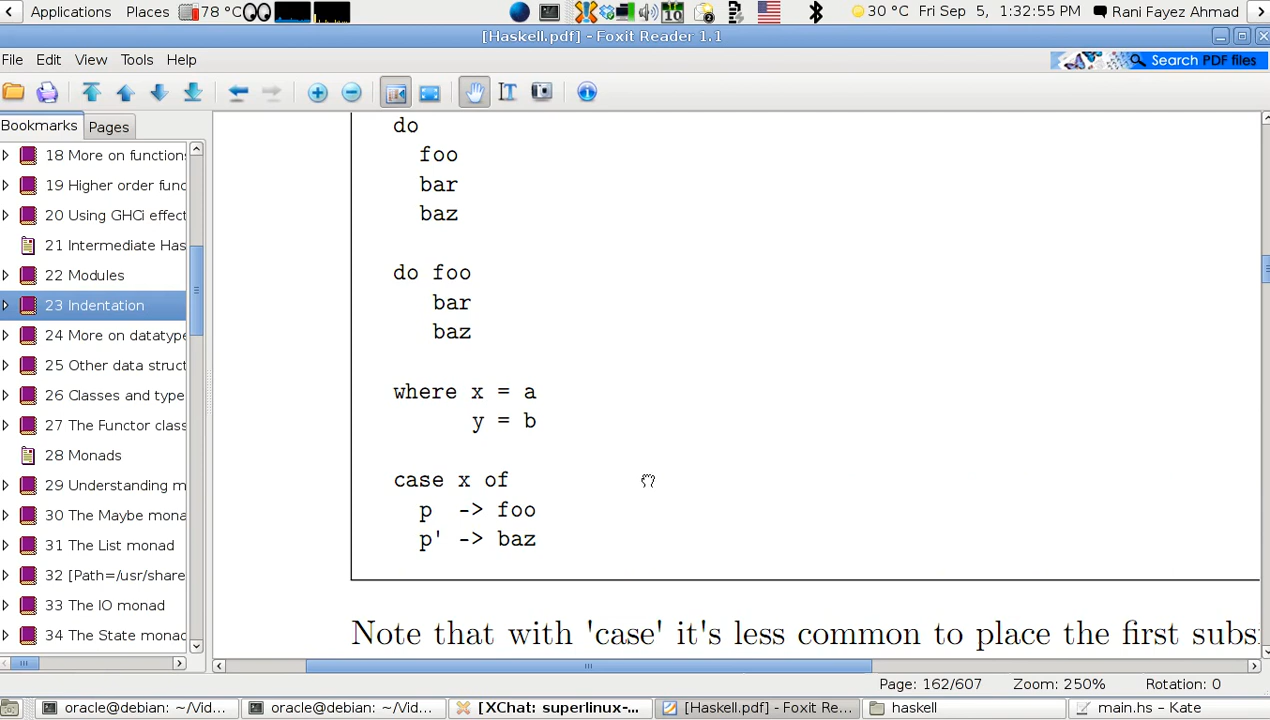 Applications Places 78 °C 10 30 °C Fri Sep 5, 1:32:55 PM Rani Fayez Ahmad
[Haskell.pdf] - Foxit Reader 1.1
File Edit View Tools Help
Search PDF files
Bookmarks Pages
18 More on functions
19 Higher order func
20 Using GHCi effect
21 Intermediate Has
22 Modules
23 Indentation
24 More on datatype
25 Other data struct
26 Classes and type
27 The Functor class
28 Monads
29 Understanding m
30 The Maybe mona
31 The List monad
32 [Path=/usr/share
33 The IO monad
34 The State monad
do
foo
bar
baz
do foo
bar
baz
where x = a
y = b
case x of
p -> foo
p' -> baz
Note that with 'case' it's less common to place the first subs
Page: 162/607 Zoom: 250% Rotation: 0
oracle@debian: ~/Vid... oracle@debian: ~/Vid... [XChat: superlinux-... [Haskell.pdf] - Foxit Re... haskell main.hs - Kate